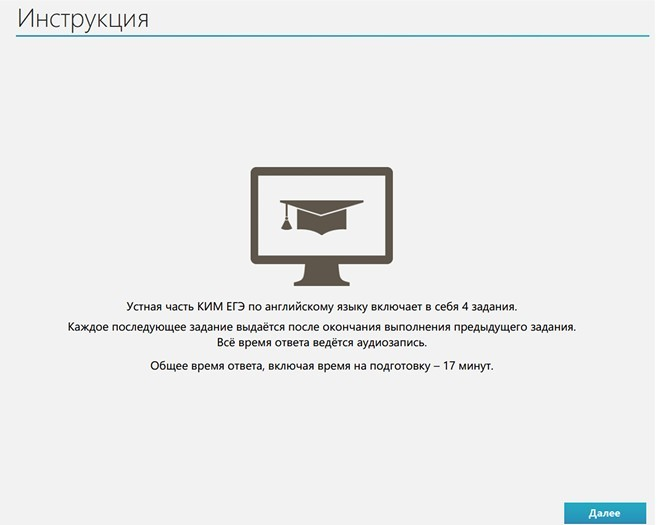 Инструкция
Устная часть КИМ ЕГЭ по английскому языку включает в себя 4 задания.
Каждое последующее задание выдаётся после окончания выполнения предыдущего задания.
Всё время ответа ведётся аудиозапись.
Общее время ответа, включая время на подготовку – 17 минут.
Далее